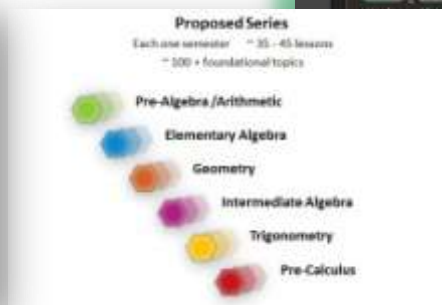 Proposed Series
Each one semester ~ 35 - 45 lessons
~ 100 + foundational topics
Pre-Algebra /Arithmetic
Elementary Algebra
Geometry
Intermediate Algebra
Trigonometry
Pre-Calculus